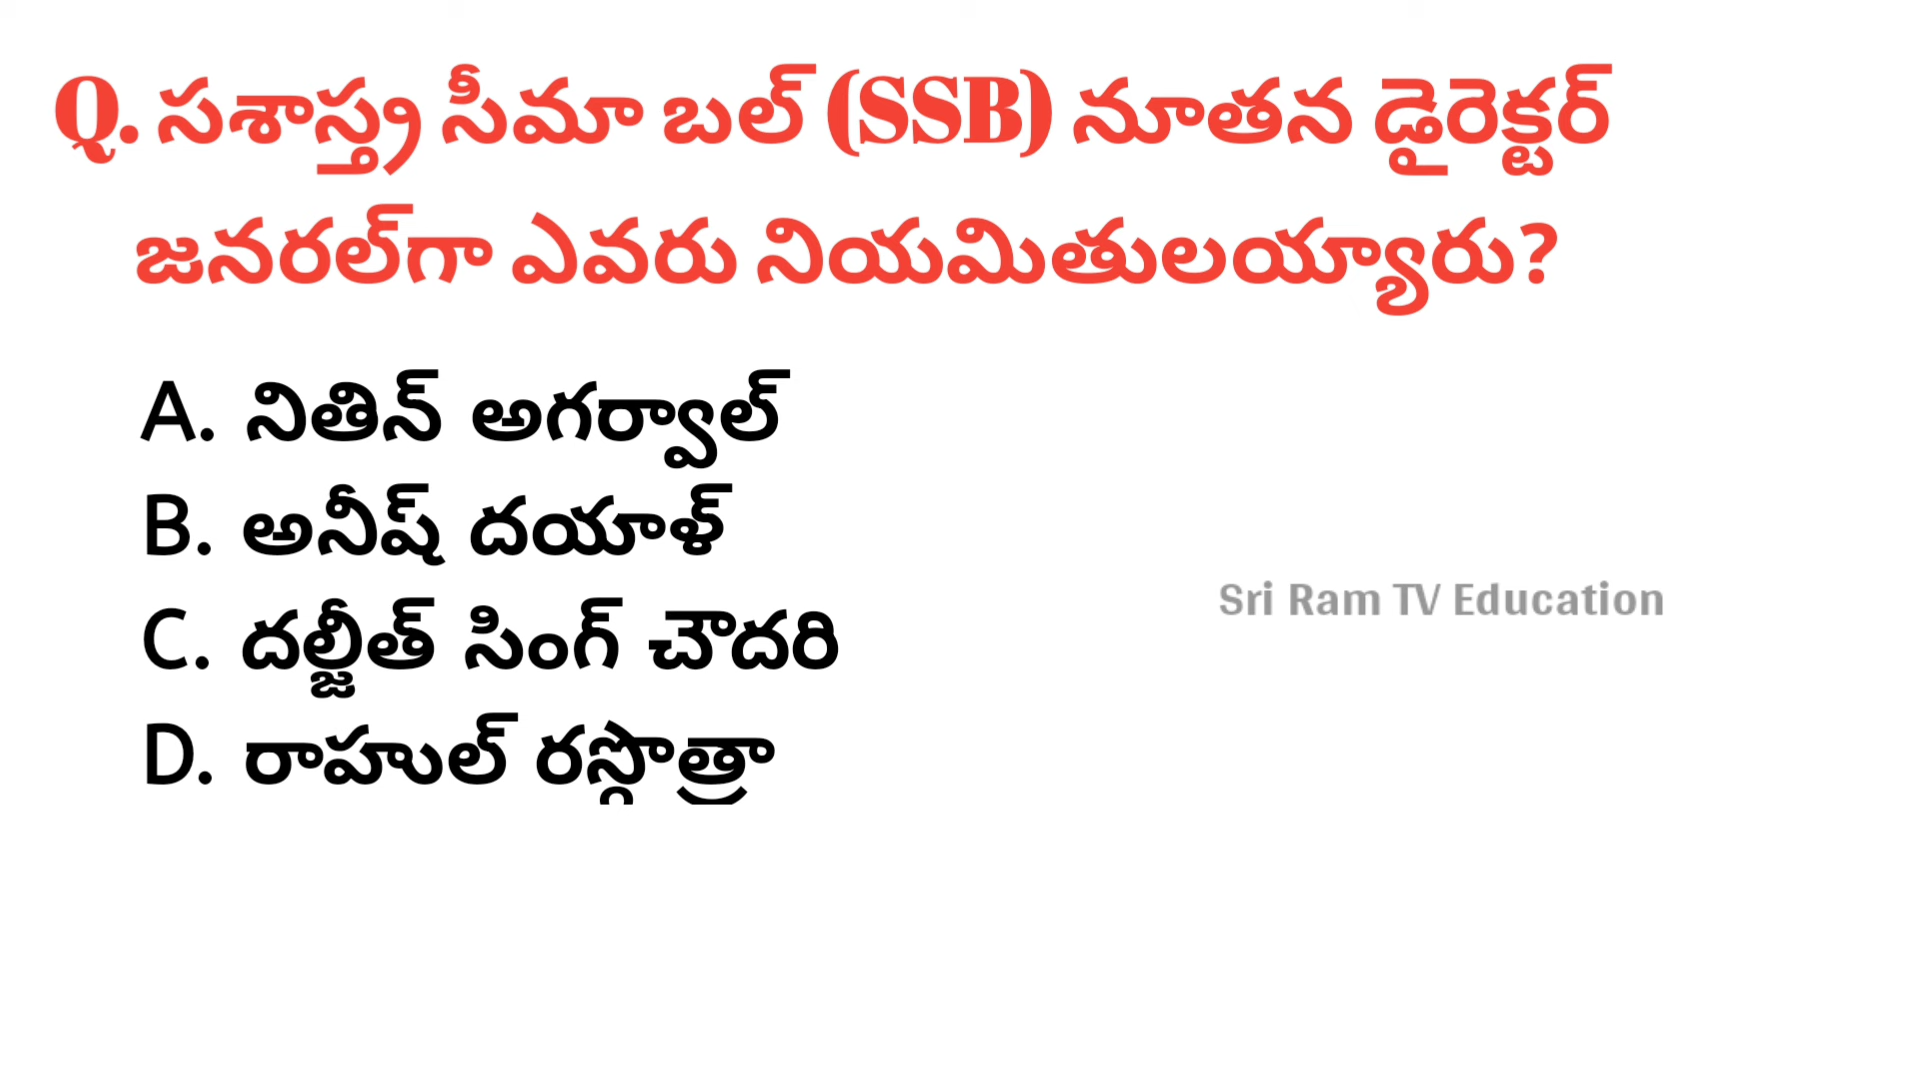 Q. సశాస్త్ర సీమా బల్ (SSB) నూతన డైరెక్టర్
జనరల్‌గా ఎవరు నియమితులయ్యారు?
A. నితిన్ అగర్వాల్
B. అనీష్ దయాళ్
C. దల్జీత్ సింగ్ చౌదరి
D. రాహుల్ రస్గొత్రా
Sri Ram TV Education